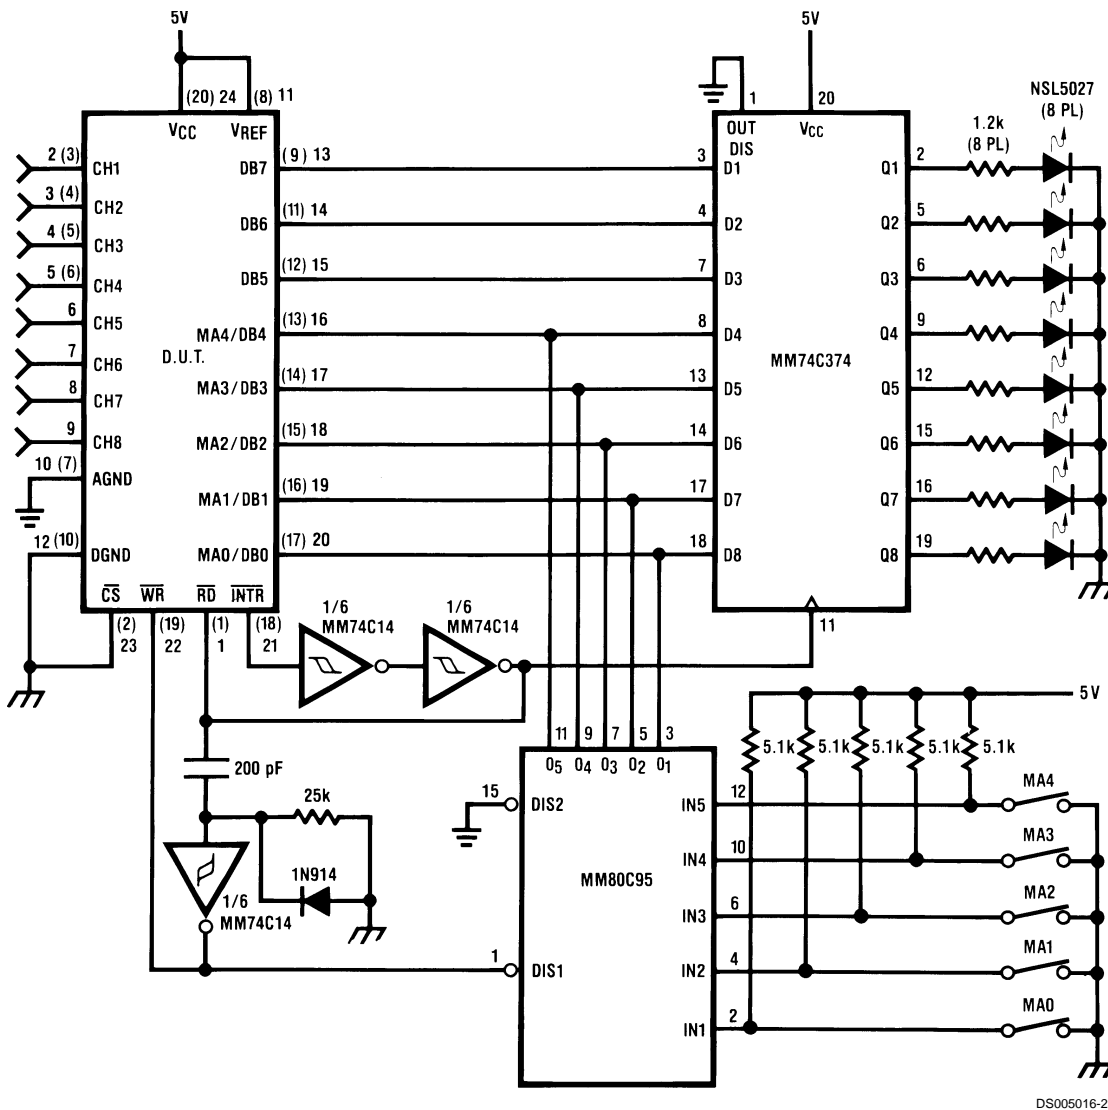 5V
5V
(20) 24
(8) 11
1
20
NSL5027
(8 PL)
VCC
VREF
OUT
DIS
VCC
1.2k
(8 PL)
2 (3)
CH1
DB7
(9) 13
3
D1
Q1
2
3 (4)
CH2
DB6
(11) 14
4
D2
Q2
5
4 (5)
CH3
DB5
(12) 15
7
D3
Q3
6
5 (6)
CH4
6
CH5
MA4/DB4
(13) 16
8
D4
Q4
9
D.U.T.
MM74C374
7
CH6
MA3/DB3
(14) 17
13
D5
Q5
12
8
CH7
9
CH8
MA2/DB2
(15) 18
14
D6
Q6
15
10 (7)
AGND
MA1/DB1
(16) 19
17
D7
Q7
16
12 (10)
DGND
MA0/DB0
(17) 20
18
D8
Q8
19
CS
WR
RD
INTR
(2)
23
(19)
22
(1)
1
(18)
21
1/6
MM74C14
1/6
MM74C14
11
5V
200 pF
11
9
7
5
3
O5
O4
O3
O2
O1
5.1k
5.1k
5.1k
5.1k
5.1k
25k
15
DIS2
IN5
12
MA4
IN4
10
MA3
1N914
1/6
MM74C14
MM80C95
IN3
6
MA2
1
DIS1
IN2
4
MA1
IN1
2
MA0
DS005016-2